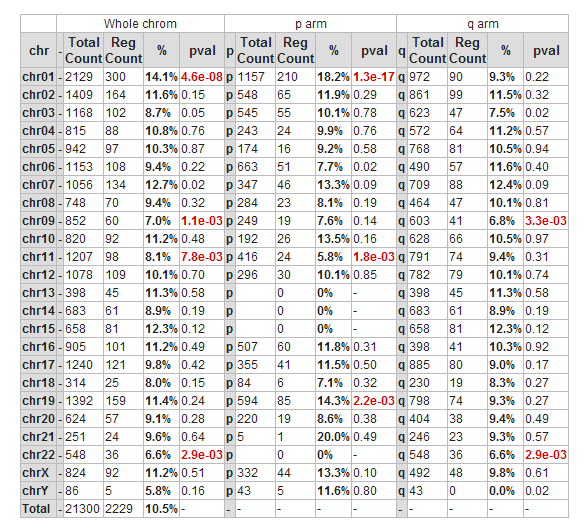 Whole chrom p arm q arm
chr - Total Count Reg Count % pval p Total Count Reg Count % pval q Total Count Reg Count % pval
chr01 - 2129 300 14.1% 4.6e-08 p 1157 210 18.2% 1.3e-17 q 972 90 9.3% 0.22
chr02 - 1409 164 11.6% 0.15 p 548 65 11.9% 0.29 q 861 99 11.5% 0.32
chr03 - 1168 102 8.7% 0.05 p 545 55 10.1% 0.78 q 623 47 7.5% 0.02
chr04 - 815 88 10.8% 0.76 p 243 24 9.9% 0.76 q 572 64 11.2% 0.57
chr05 - 942 97 10.3% 0.87 p 174 16 9.2% 0.58 q 768 81 10.5% 0.94
chr06 - 1153 108 9.4% 0.22 p 663 51 7.7% 0.02 q 490 57 11.6% 0.40
chr07 - 1056 134 12.7% 0.02 p 347 46 13.3% 0.09 q 709 88 12.4% 0.09
chr08 - 748 70 9.4% 0.32 p 284 23 8.1% 0.19 q 464 47 10.1% 0.81
chr09 - 852 60 7.0% 1.1e-03 p 249 19 7.6% 0.14 q 603 41 6.8% 3.3e-03
chr10 - 820 92 11.2% 0.48 p 192 26 13.5% 0.16 q 628 66 10.5% 0.97
chr11 - 1207 98 8.1% 7.8e-03 p 416 24 5.8% 1.8e-03 q 791 74 9.4% 0.31
chr12 - 1078 109 10.1% 0.70 p 296 30 10.1% 0.85 q 782 79 10.1% 0.74
chr13 - 398 45 11.3% 0.58 p 0 0% - q 398 45 11.3% 0.58
chr14 - 683 61 8.9% 0.19 p 0 0% - q 683 61 8.9% 0.19
chr15 - 658 81 12.3% 0.12 p 0 0% - q 658 81 12.3% 0.12
chr16 - 905 101 11.2% 0.49 p 507 60 11.8% 0.31 q 398 41 10.3% 0.92
chr17 - 1240 121 9.8% 0.42 p 355 41 11.5% 0.50 q 885 80 9.0% 0.17
chr18 - 314 25 8.0% 0.15 p 84 6 7.1% 0.32 q 230 19 8.3% 0.27
chr19 - 1392 159 11.4% 0.24 p 594 85 14.3% 2.2e-03 q 798 74 9.3% 0.27
chr20 - 624 57 9.1% 0.28 p 220 19 8.6% 0.38 q 404 38 9.4% 0.49
chr21 - 251 24 9.6% 0.64 p 5 1 20.0% 0.49 q 246 23 9.3% 0.57
chr22 - 548 36 6.6% 2.9e-03 p 0 0% - q 548 36 6.6% 2.9e-03
chrX - 824 92 11.2% 0.51 p 332 44 13.3% 0.10 q 492 48 9.8% 0.61
chrY - 86 5 5.8% 0.16 p 43 5 11.6% 0.80 q 43 0 0.0% 0.02
Total - 21300 2229 10.5% - - - - - - - - - - -